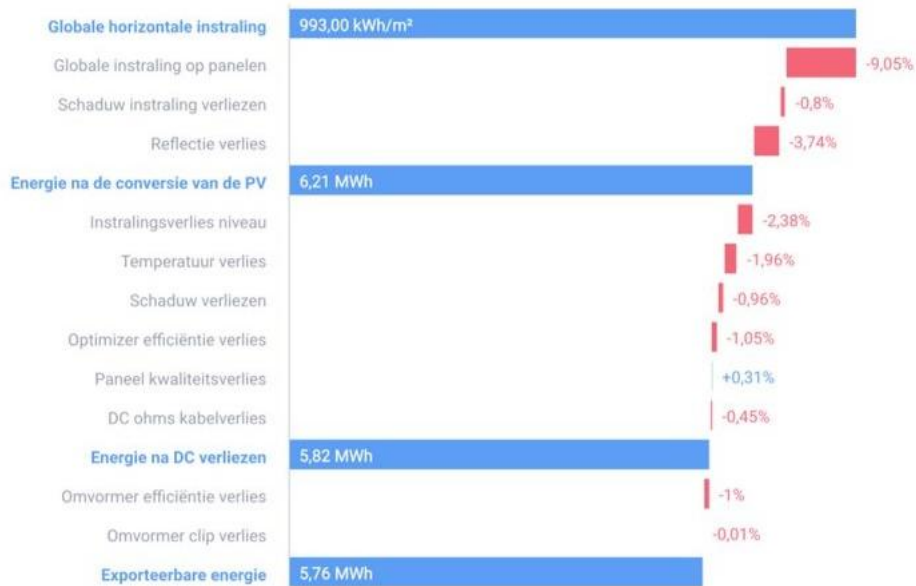 Globale horizontale instraling 993,00 kWh/m²
Globale instraling op panelen -9,05%
Schaduw instraling verliezen -0,8%
Reflectie verlies -3,74%
Energie na de conversie van de PV 6,21 MWh
Instralingsverlies niveau -2,38%
Temperatuur verlies -1,96%
Schaduw verliezen -0,96%
Optimizer efficiëntie verlies -1,05%
Paneel kwaliteitsverlies +0,31%
DC ohms kabelverlies -0,45%
Energie na DC verliezen 5,82 MWh
Omvormer efficiëntie verlies -1%
Omvormer clip verlies -0,01%
Exporteerbare energie 5,76 MWh